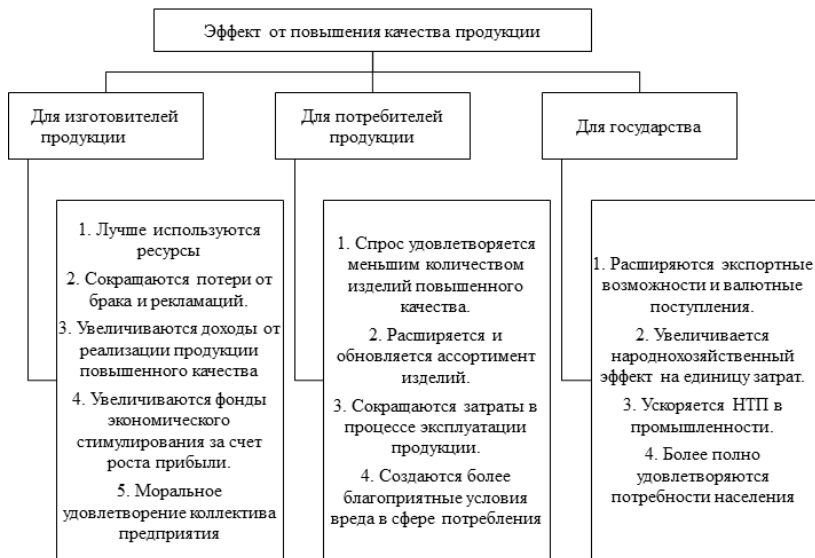 Эффект от повышения качества продукции
Для изготовителей
продукции
Для потребителей
продукции
Для государства
1. Лучше используются
ресурсы
2. Сокращаются потери от
брака и рекламаций.
3. Увеличиваются доходы от
реализации продукции
повышенного качества
4. Увеличиваются фонды
экономического
стимулирования за счет
роста прибыли.
5. Моральное
удовлетворение коллектива
предприятия
1. Спрос удовлетворяется
меньшим количеством
изделий повышенного
качества.
2. Расширяется и
обновляется ассортимент
изделий.
3. Сокращаются затраты в
процессе эксплуатации
продукции.
4. Создаются более
благоприятные условия
вреда в сфере потребления
1. Расширяются экспортные
возможности и валютные
поступления.
2. Увеличивается
народнохозяйственный
эффект на единицу затрат.
3. Ускоряется НТП в
промышленности.
4. Более полно
удовлетворяются
потребности населения